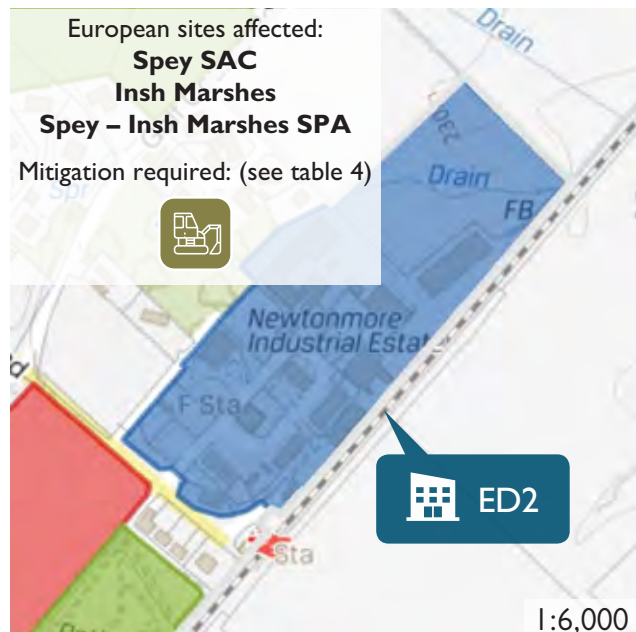 European sites affected:
Spey SAC
Insh Marshes
Spey – Insh Marshes SPA
Mitigation required: (see table 4)
Drain
230
Drain
FB
Spr
Newtonmore
Industrial Estate
F Sta
ED2
Sta
1:6,000